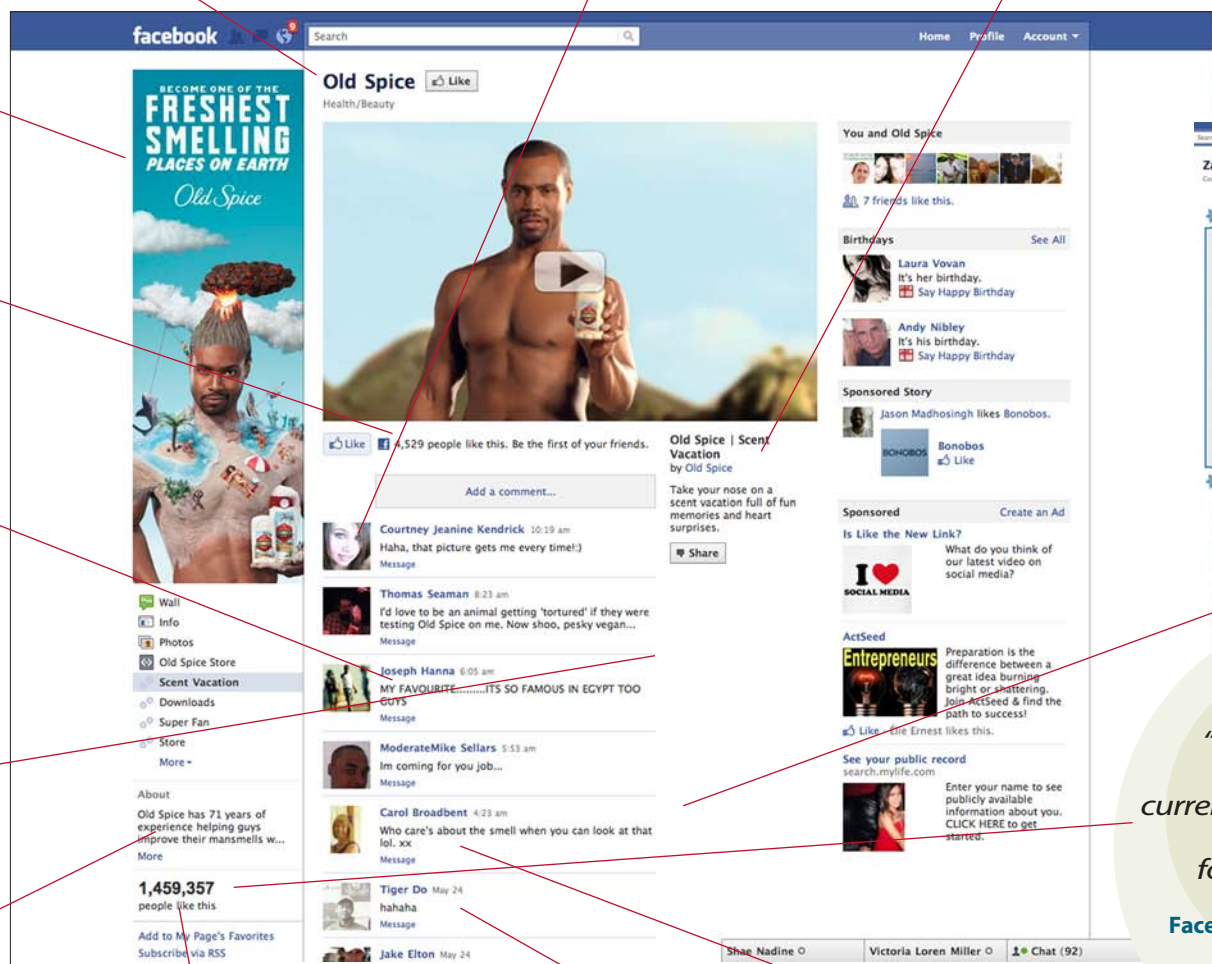 facebook
9
Search
Home Profile Account
BECOME ONE OF THE
FRESHEST
SMELLING
PLACES ON EARTH
Old Spice
Wall
Info
Photos
Old Spice Store
Scent Vacation
Downloads
Super Fan
Store
More
About
Old Spice has 71 years of
experience helping guys
improve their mansmells w...
More
1,459,357
people like this
Add to My Page's Favorites
Subscribe via RSS
Old Spice Like
Health/Beauty
Like 4,529 people like this. Be the first of your friends.
Add a comment...
Courtney Jeanine Kendrick 10:19 am
Haha, that picture gets me every time!:)
Message
Thomas Seaman 8:23 am
I'd love to be an animal getting 'tortured' if they were
testing Old Spice on me. Now shoo, pesky vegan...
Message
Joseph Hanna 6:05 am
MY FAVOURITE.........ITS SO FAMOUS IN EGYPT TOO
GUYS
Message
ModerateMike Sellars 5:53 am
Im coming for you job...
Message
Carol Broadbent 4:23 am
Who care's about the smell when you can look at that
lol. xx
Message
Tiger Do May 24
hahaha
Message
Jake Elton May 24
Old Spice | Scent
Vacation
by Old Spice
Take your nose on a
scent vacation full of fun
memories and heart
surprises.
Share
You and Old Spice
7 friends like this.
Birthdays See All
Laura Vovan
It's her birthday.
Say Happy Birthday
Andy Nibley
It's his birthday.
Say Happy Birthday
Sponsored Story
Jason Madhosingh likes Bonobos.
BONOBOS
Bonobos
Like
Sponsored Create an Ad
Is Like the New Link?
I
SOCIAL MEDIA
What do you think of
our latest video on
social media?
ActSeed
Entrepreneurs
Preparation is the
difference between a
great idea burning
bright or shattering.
Join ActSeed & find the
path to success!
Like · Elie Ernest likes this.
See your public record
search.mylife.com
Enter your name to see
publicly available
information about you.
CLICK HERE to get
started.
Shae Nadine
Victoria Loren Miller
Chat (92)
Za
"
curre
fo
Face